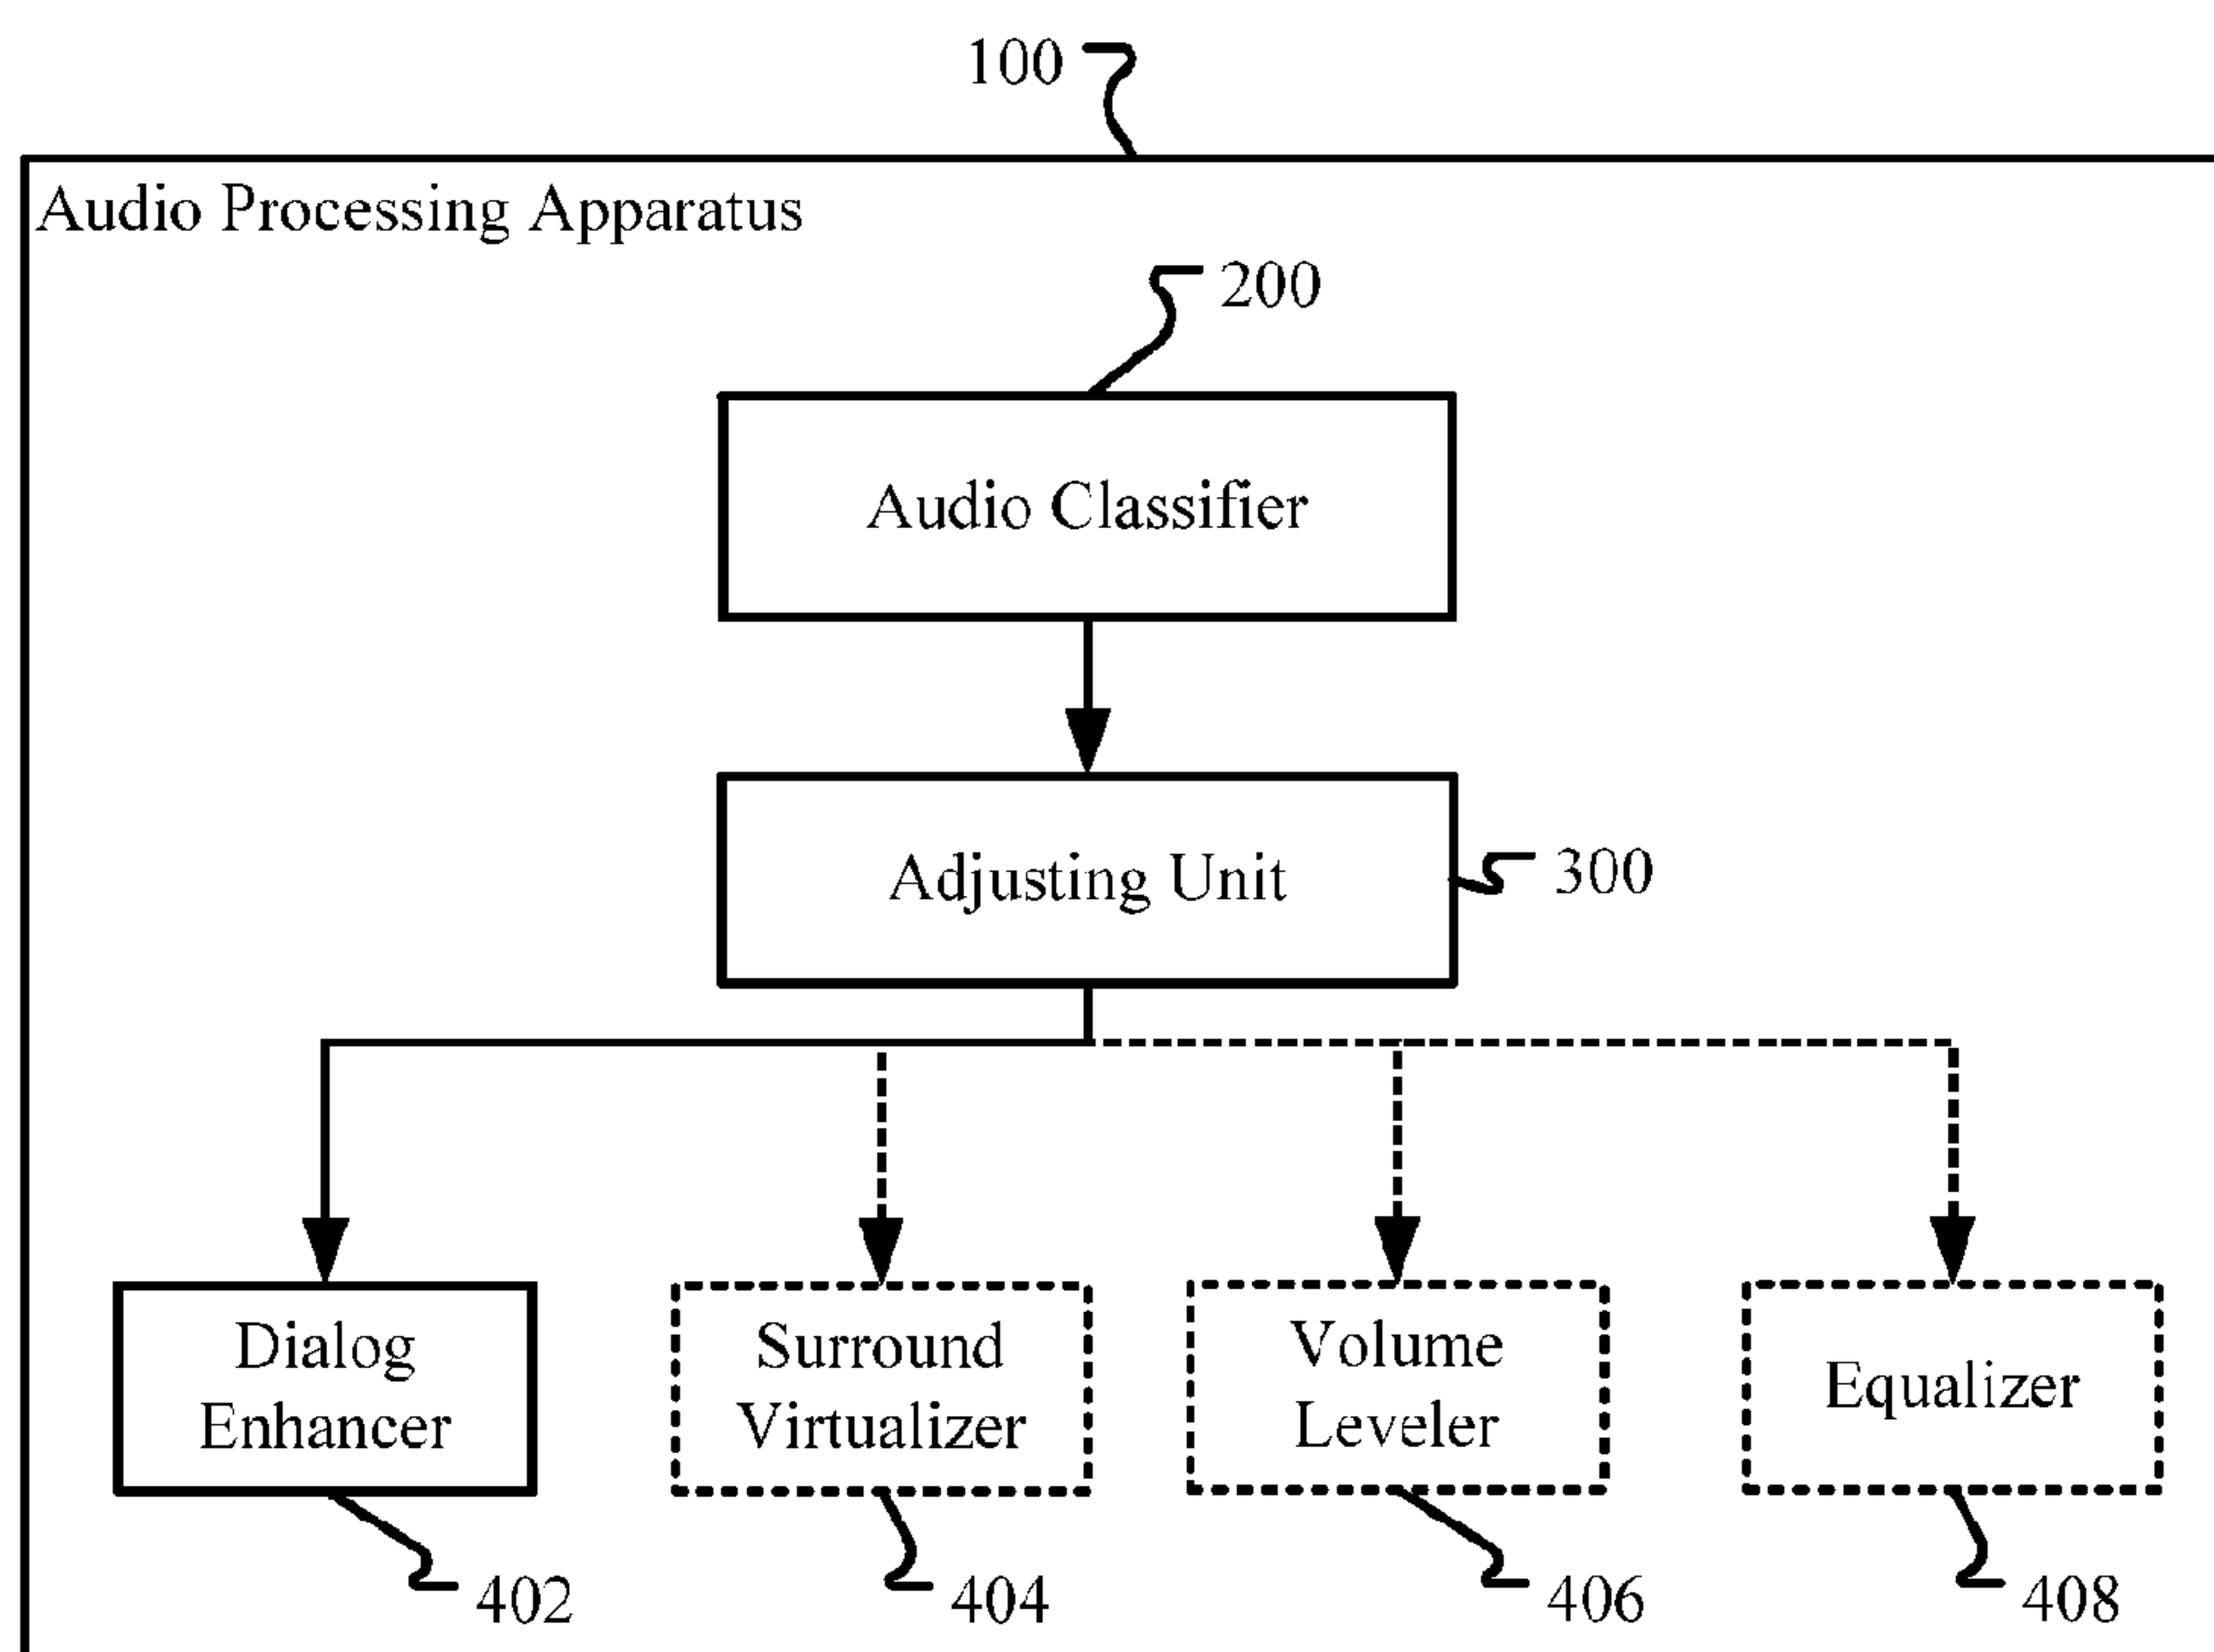 100
Audio Processing Apparatus
200
Audio Classifier
Adjusting Unit
300
Dialog
Enhancer
Surround
Virtualizer
Volume
Leveler
Equalizer
402
404
406
408